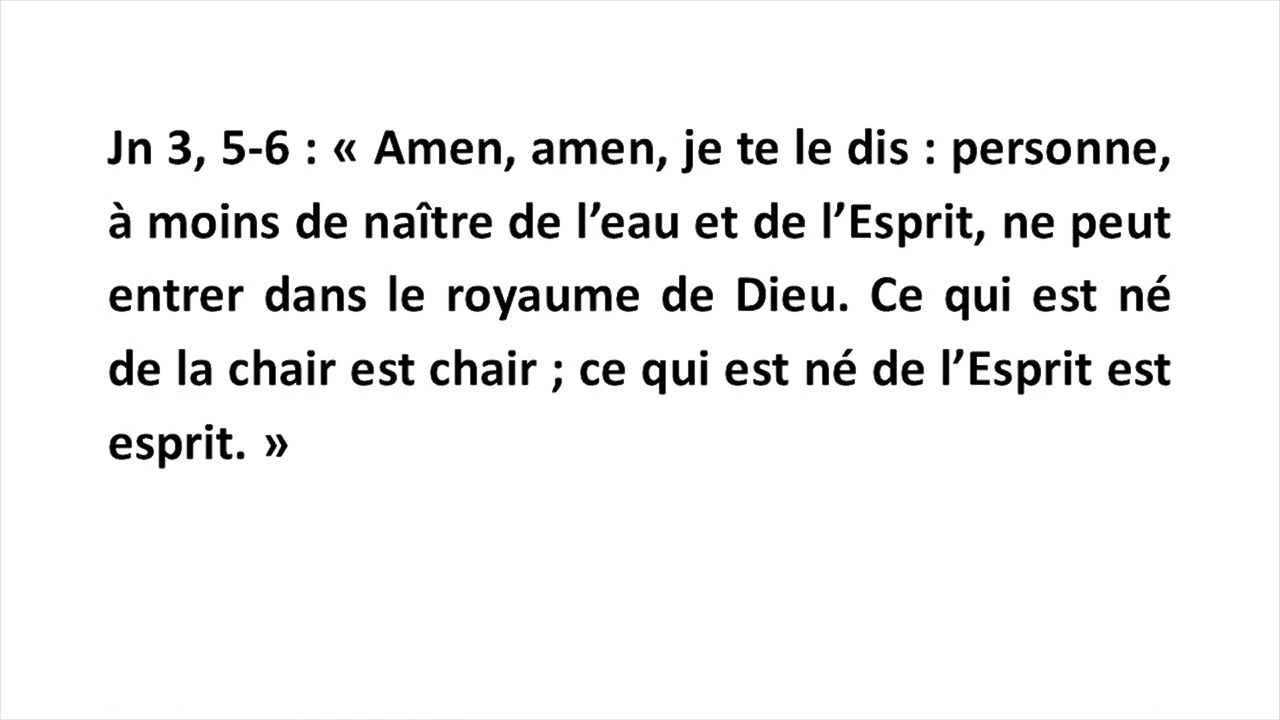 Jn 3, 5-6 : « Amen, amen, je te le dis : personne,
à moins de naître de l’eau et de l’Esprit, ne peut
entrer dans le royaume de Dieu. Ce qui est né
de la chair est chair ; ce qui est né de l’Esprit est
esprit. »